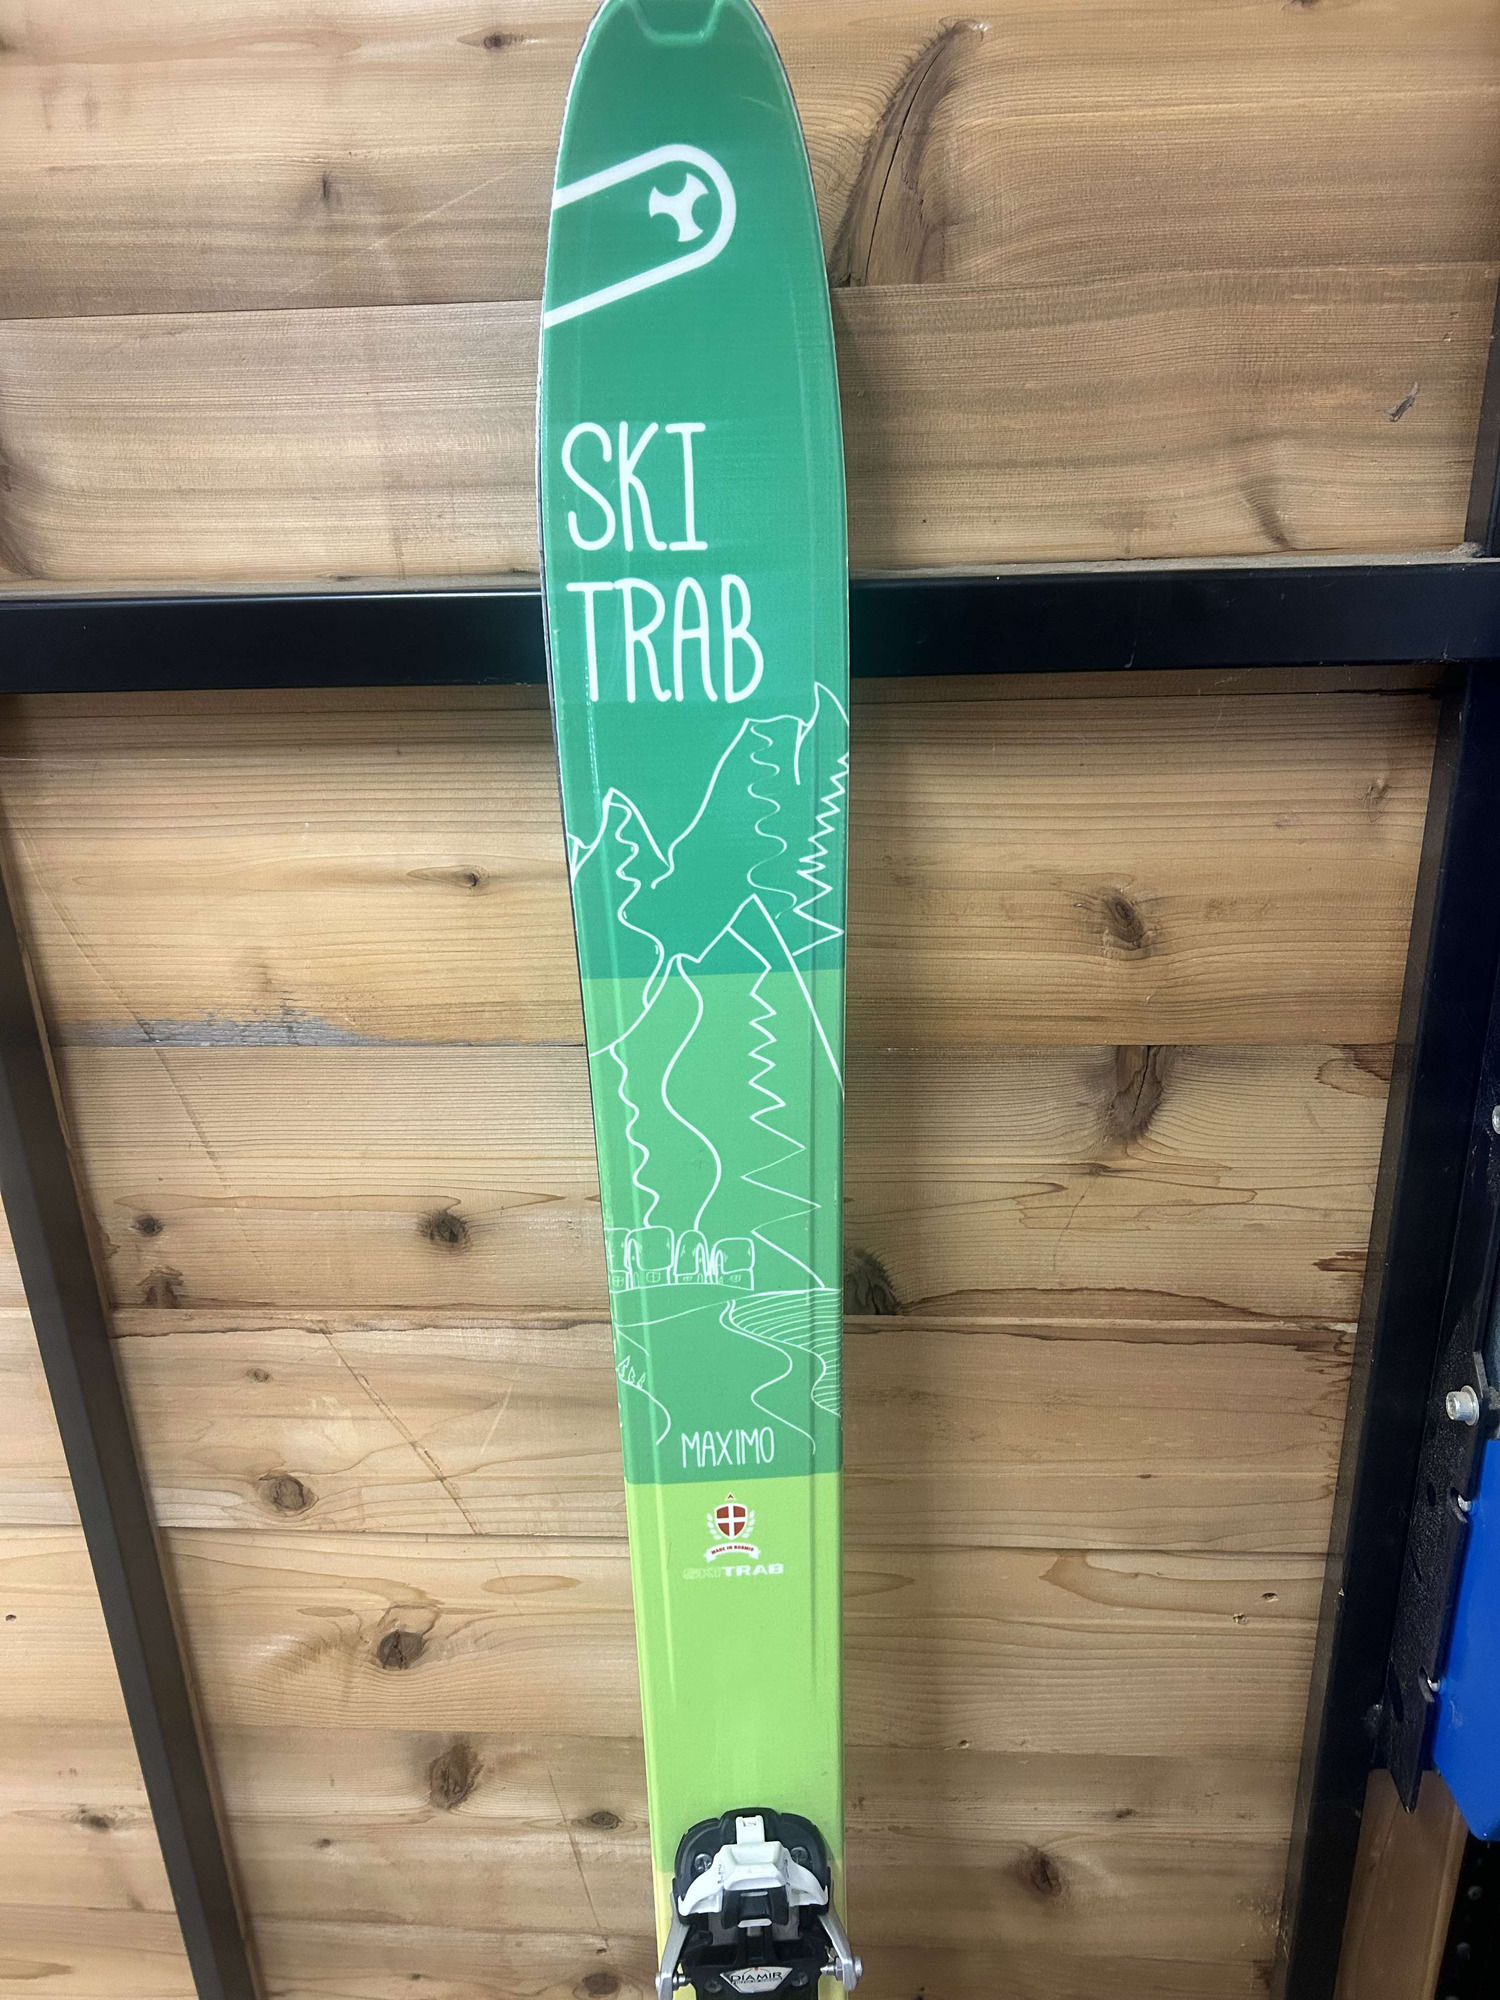 SKI
TRAB
MAXIMO
MADE IN BORMIO
SKITRAB
DIAMIR